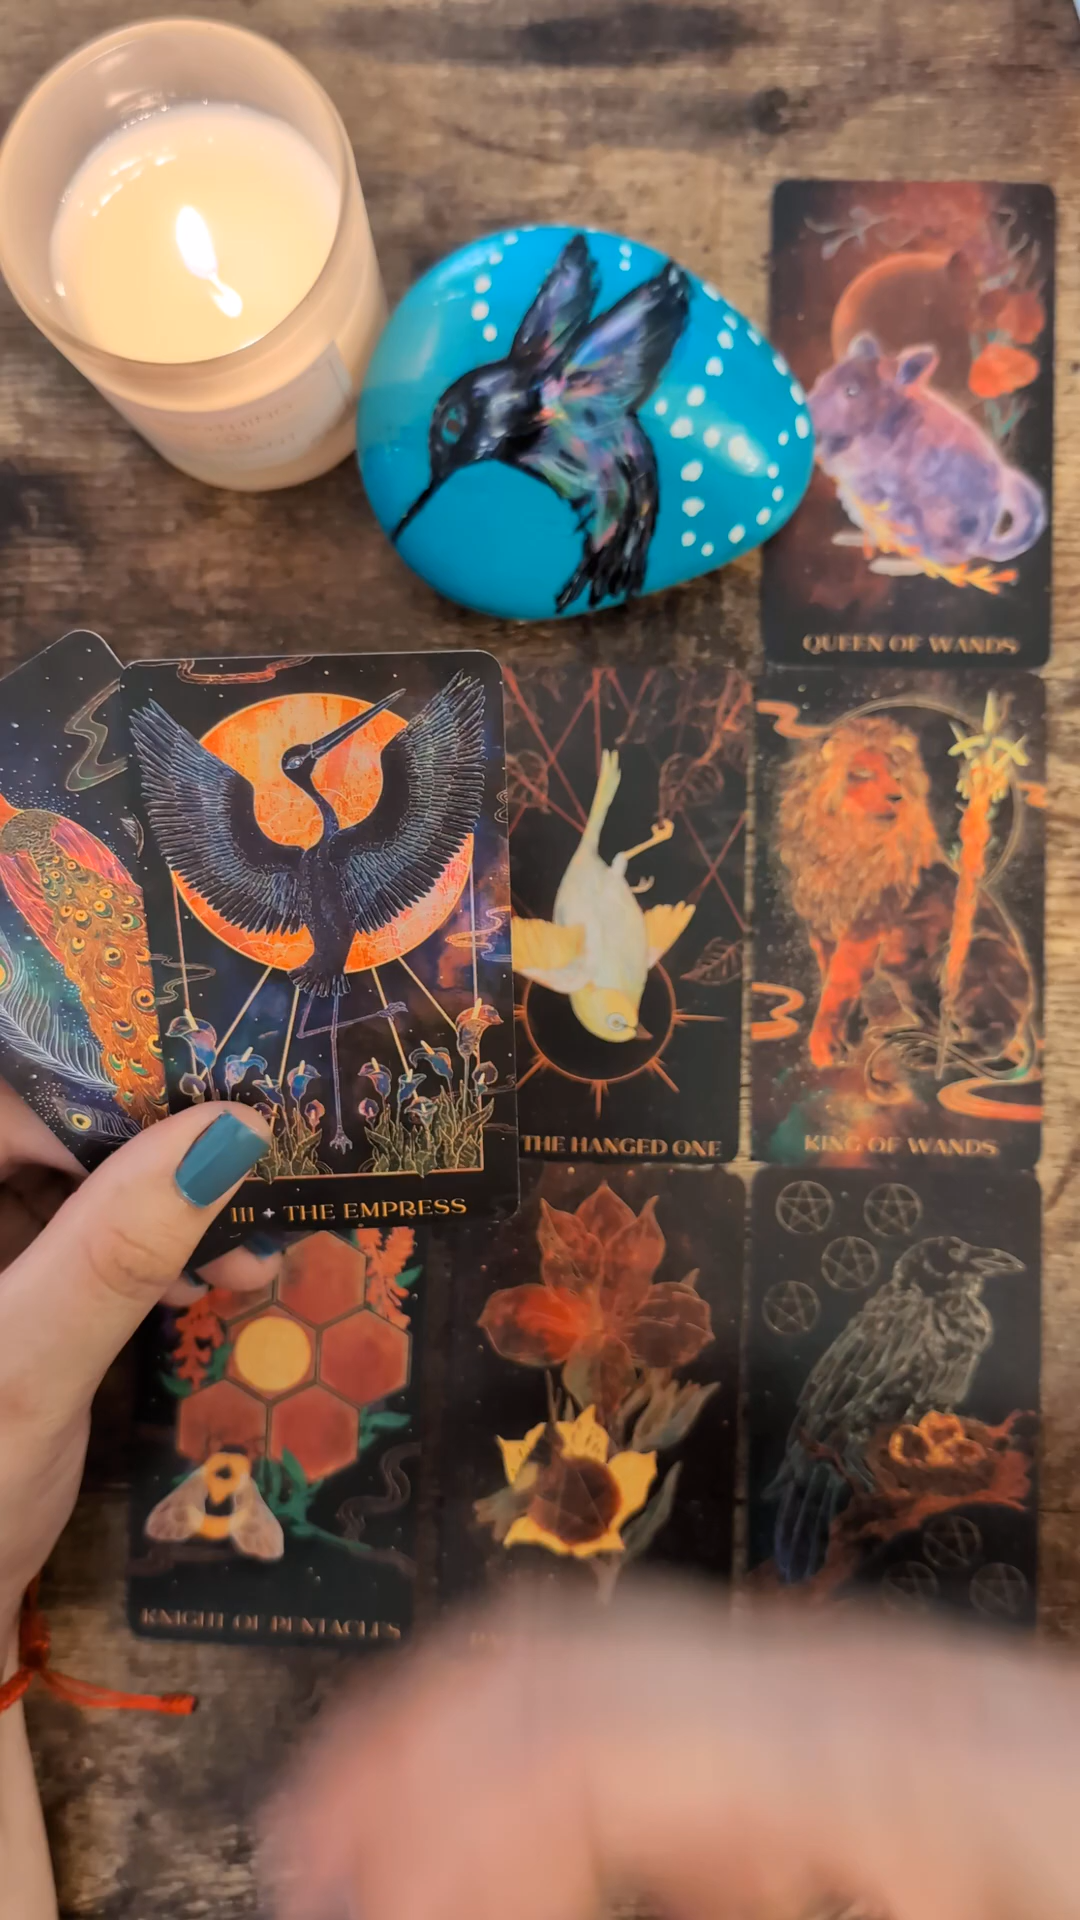 QUEEN OF WANDS
THE HANGED ONE
KING OF WANDS
III ✦ THE EMPRESS
KNIGHT OF PENTACLES